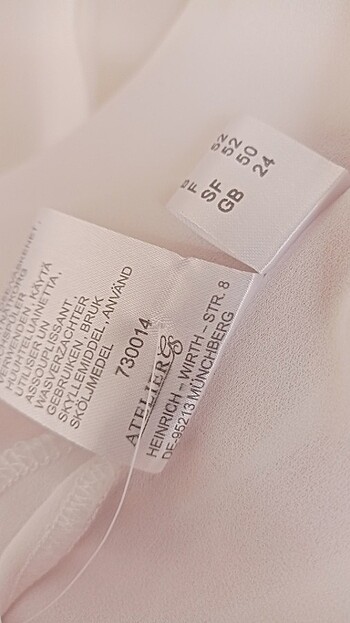 VERWENDEN. KÄYTÄ
ASSOUPLISSANT.
WASVERZACHTER
GEBRUIKEN. BRUK
SKYLLEMIDDEL. ANVÄND
SKÖLJMEDEL
730014
ATELIER GS
HEINRICH – WIRTH – STR. 8
DE-95213 MÜNCHBERG
52
F 52
SF 50
GB 24